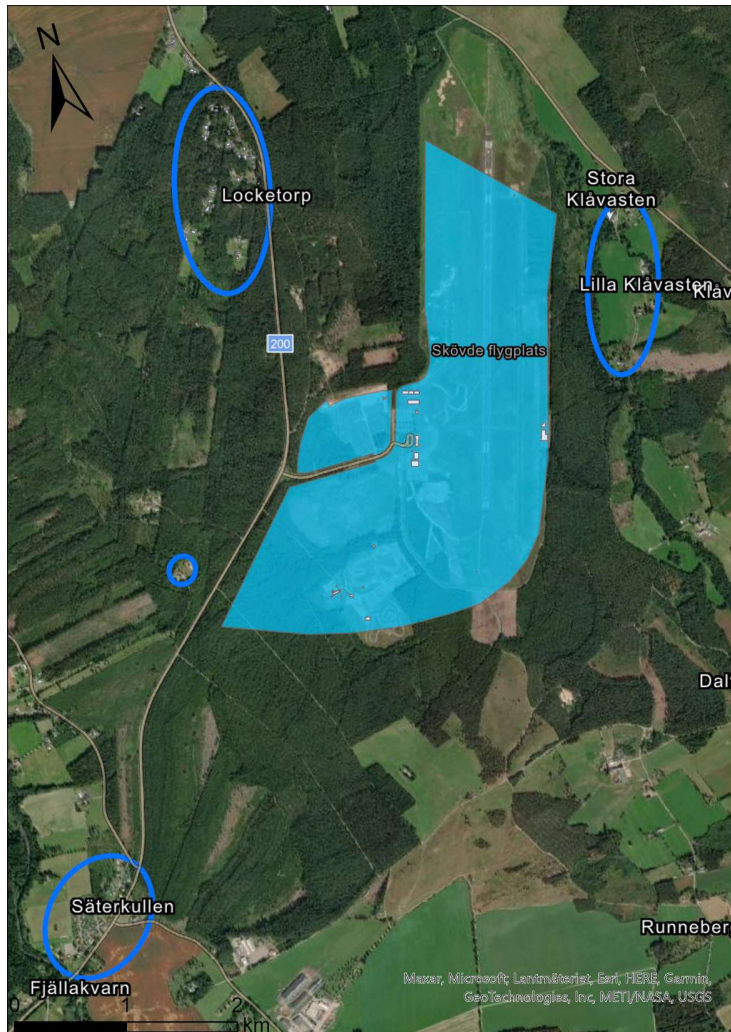 N
Locketorp
Stora
Klåvasten
Lilla Klåvasten
Klåv
200
Skövde flygplats
Dal
Säterkullen
Runneberg
Fjällakvarn
Maxar, Microsoft, Lantmäteriet, Esri, HERE, Garmin,
GeoTechnologies, Inc, METI/NASA, USGS
0 1 2
km